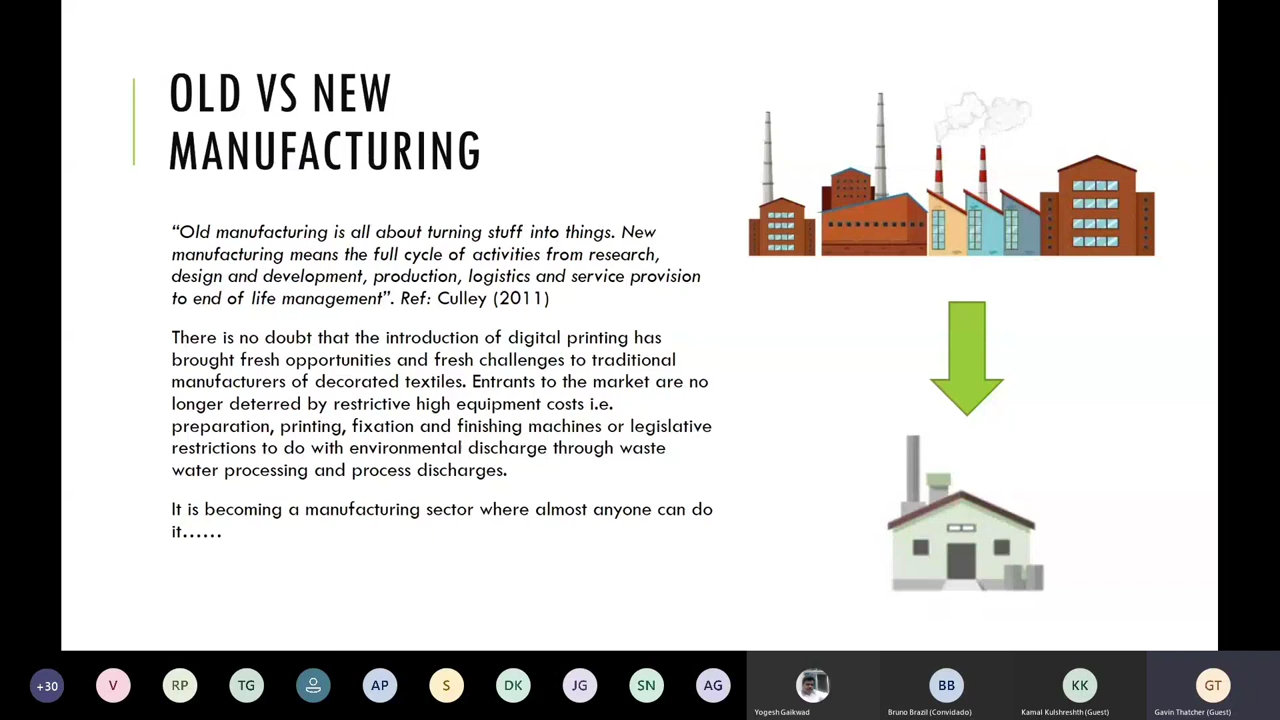 OLD VS NEW
MANUFACTURING
“Old manufacturing is all about turning stuff into things. New
manufacturing means the full cycle of activities from research,
design and development, production, logistics and service provision
to end of life management”. Ref: Culley (2011)
There is no doubt that the introduction of digital printing has
brought fresh opportunities and fresh challenges to traditional
manufacturers of decorated textiles. Entrants to the market are no
longer deterred by restrictive high equipment costs i.e.
preparation, printing, fixation and finishing machines or legislative
restrictions to do with environmental discharge through waste
water processing and process discharges.
It is becoming a manufacturing sector where almost anyone can do
it......
+30 V RP TG AP S DK JG SN AG BB KK GT
Yogesh Gaikwad Bruno Brazil (Convidado) Kamal Kulshreshth (Guest) Gavin Thatcher (Guest)